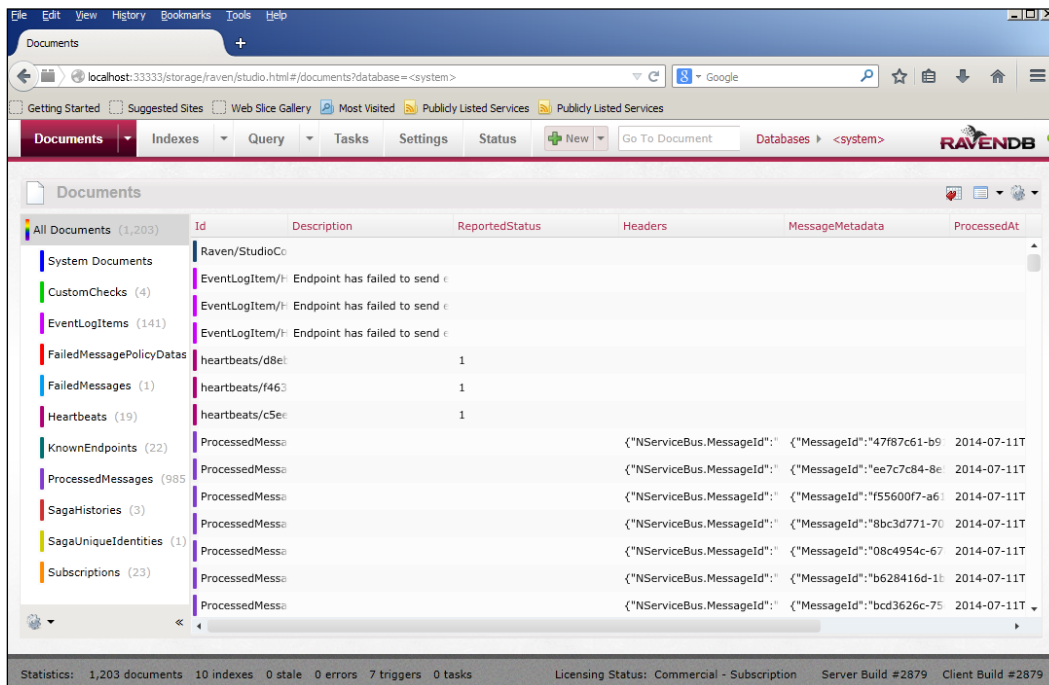 File Edit View History Bookmarks Tools Help
Documents
localhost:33333/storage/raven/studio.html#/documents?database=<system>
Google
Getting Started Suggested Sites Web Slice Gallery Most Visited Publicly Listed Services Publicly Listed Services
Documents Indexes Query Tasks Settings Status New Go To Document Databases <system> RAVENDB
Documents
All Documents (1,203)
System Documents
CustomChecks (4)
EventLogItems (141)
FailedMessagePolicyDatas
FailedMessages (1)
Heartbeats (19)
KnownEndpoints (22)
ProcessedMessages (985
SagaHistories (3)
SagaUniqueIdentities (1)
Subscriptions (23)
Id Description ReportedStatus Headers MessageMetadata ProcessedAt
Raven/StudioCo
EventLogItem/H Endpoint has failed to send e
EventLogItem/H Endpoint has failed to send e
EventLogItem/H Endpoint has failed to send e
heartbeats/d8eb 1
heartbeats/f463 1
heartbeats/c5ee 1
ProcessedMessa {"NServiceBus.MessageId":" {"MessageId":"47f87c61-b9 2014-07-11T
ProcessedMessa {"NServiceBus.MessageId":" {"MessageId":"ee7c7c84-8e 2014-07-11T
ProcessedMessa {"NServiceBus.MessageId":" {"MessageId":"f55600f7-a61 2014-07-11T
ProcessedMessa {"NServiceBus.MessageId":" {"MessageId":"8bc3d771-70 2014-07-11T
ProcessedMessa {"NServiceBus.MessageId":" {"MessageId":"08c4954c-67 2014-07-11T
ProcessedMessa {"NServiceBus.MessageId":" {"MessageId":"b628416d-1b 2014-07-11T
ProcessedMessa {"NServiceBus.MessageId":" {"MessageId":"bcd3626c-75 2014-07-11T
Statistics: 1,203 documents 10 indexes 0 stale 0 errors 7 triggers 0 tasks Licensing Status: Commercial - Subscription Server Build #2879 Client Build #2879